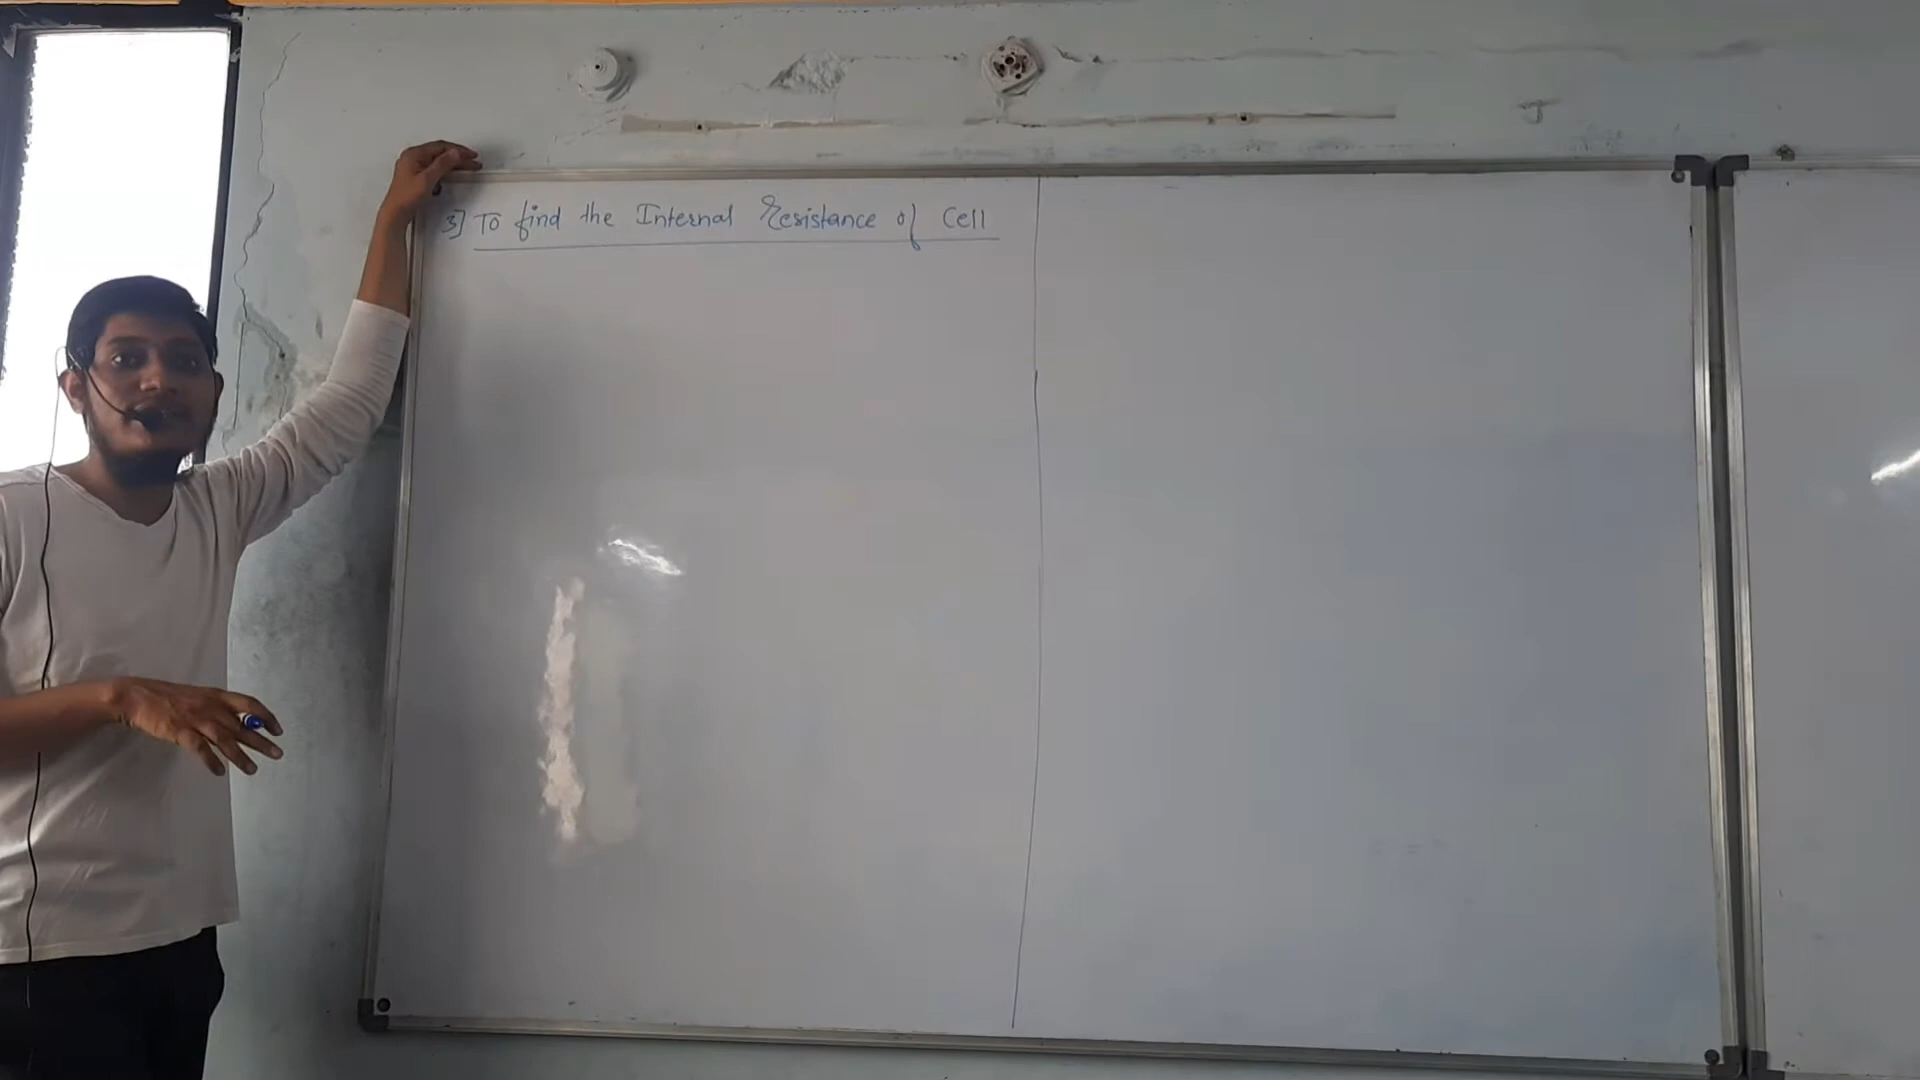 3] To find the Internal Resistance of Cell